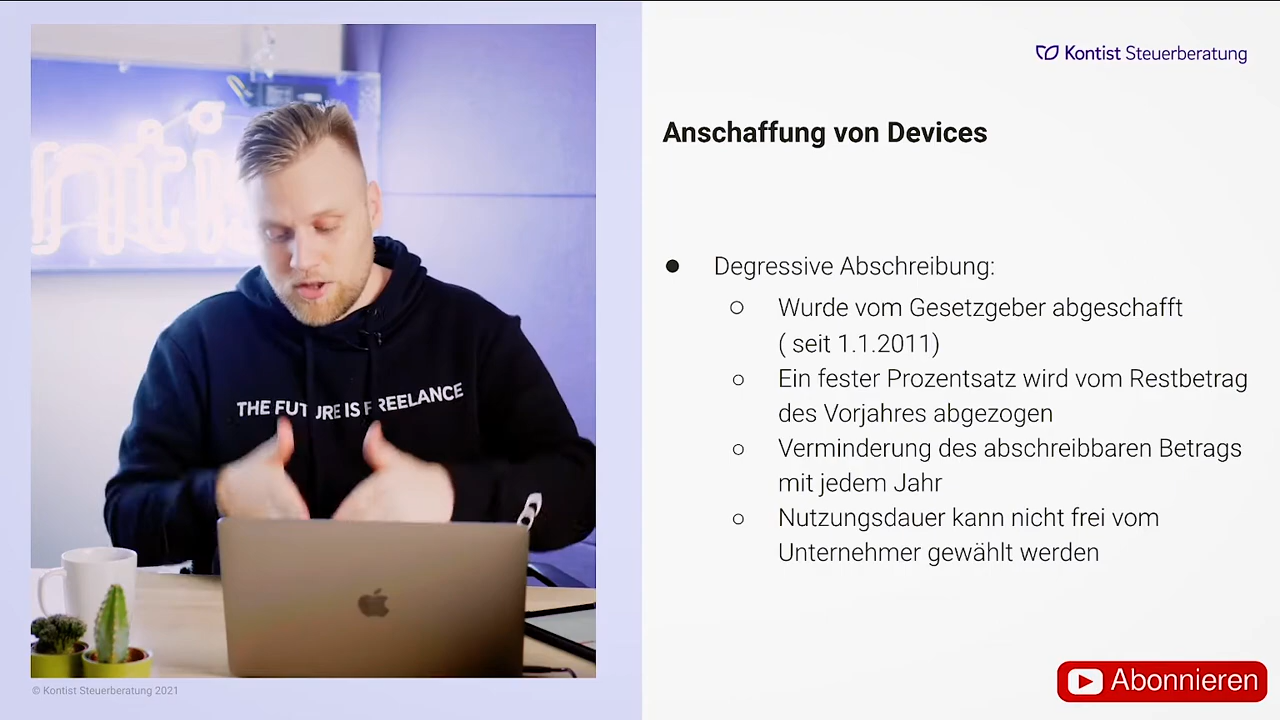 Kontist Steuerberatung
Anschaffung von Devices
● Degressive Abschreibung:
○ Wurde vom Gesetzgeber abgeschafft
( seit 1.1.2011)
○ Ein fester Prozentsatz wird vom Restbetrag
des Vorjahres abgezogen
○ Verminderung des abschreibbaren Betrags
mit jedem Jahr
○ Nutzungsdauer kann nicht frei vom
Unternehmer gewählt werden
THE FUTURE IS FREELANCE
© Kontist Steuerberatung 2021
Abonnieren